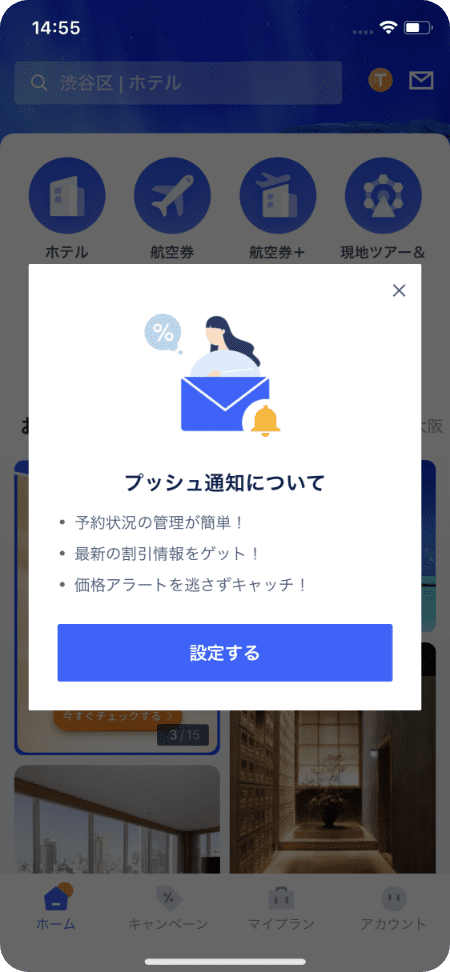 14:55
渋谷区 | ホテル
T
ホテル
航空券
航空券＋
現地ツアー＆
%
お
大阪
プッシュ通知について
• 予約状況の管理が簡単！
• 最新の割引情報をゲット！
• 価格アラートを逃さずキャッチ！
設定する
今すぐチェックする
3/15
%
ホーム
キャンペーン
マイプラン
アカウント